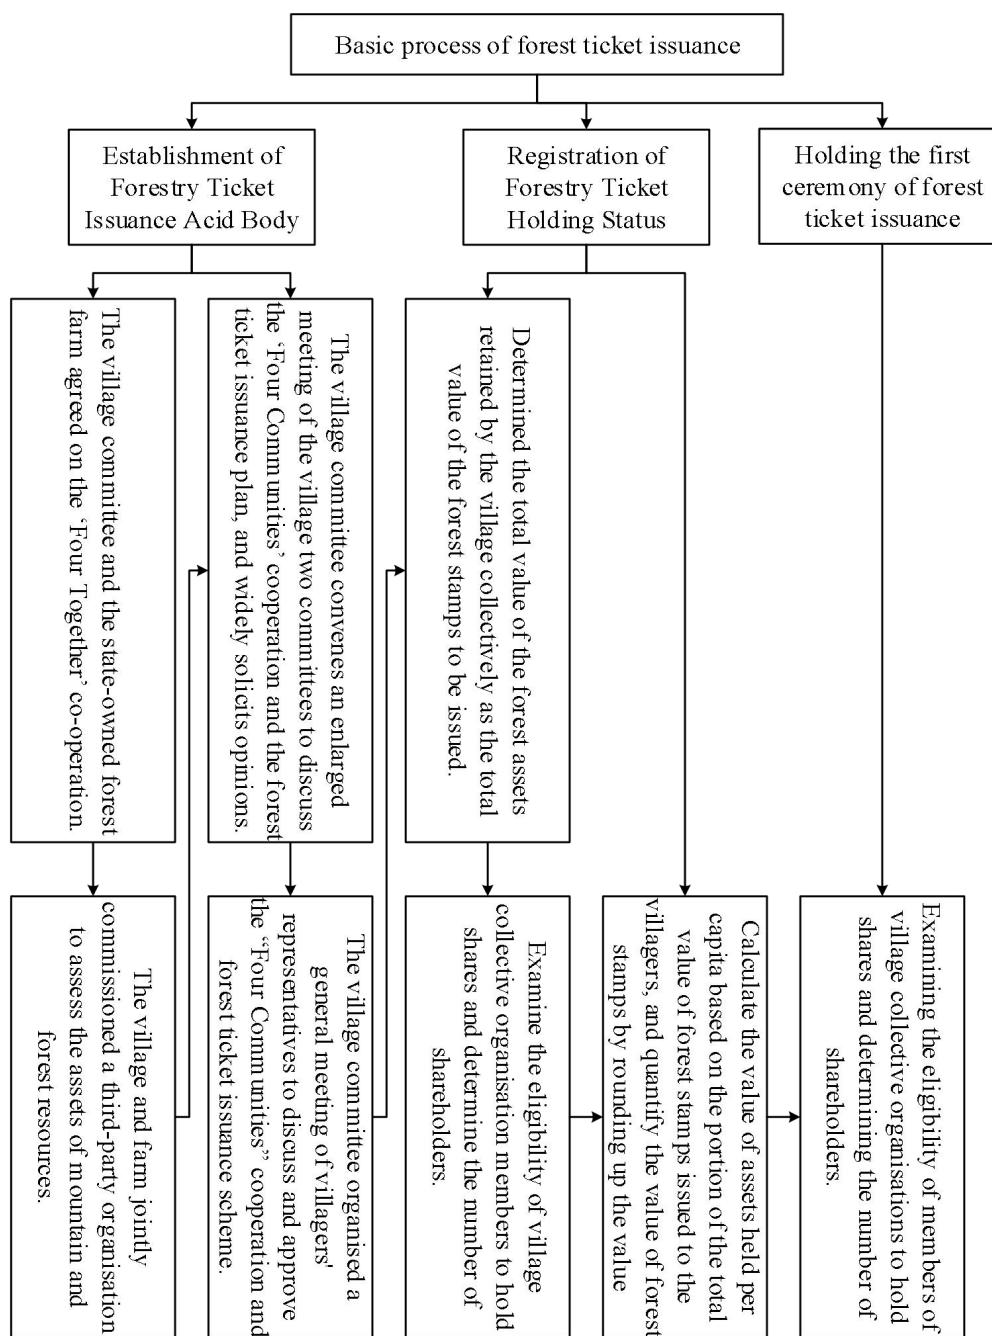 Basic process of forest ticket issuance
Establishment of
Forestry Ticket
Issuance Acid Body
Registration of
Forestry Ticket
Holding Status
Holding the first
ceremony of forest
ticket issuance
The village committee and the state-owned forest
farm agreed on the ‘Four Together’ co-operation.
The village committee convenes an enlarged
meeting of the village two committees to discuss
the ‘Four Communities’ cooperation and the forest
ticket issuance plan, and widely solicits opinions.
Determined the total value of the forest assets
retained by the village collectively as the total
value of the forest stamps to be issued.
The village and farm jointly
commissioned a third-party organisation
to assess the assets of mountain and
forest resources.
The village committee organised a
general meeting of villagers'
representatives to discuss and approve
the “Four Communities” cooperation and
forest ticket issuance scheme.
Examine the eligibility of village
collective organisation members to hold
shares and determine the number of
shareholders.
Calculate the value of assets held per
capita based on the portion of the total
value of forest stamps issued to the
villagers, and quantify the value of forest
stamps by rounding up the value
Examining the eligibility of members of
village collective organisations to hold
shares and determining the number of
shareholders.